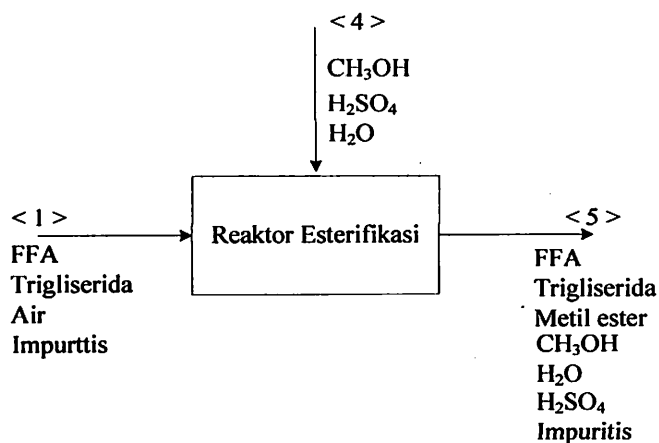 < 4 >
CH₃OH
H₂SO₄
H₂O
< 1 >
FFA
Trigliserida
Air
Impurttis
Reaktor Esterifikasi
< 5 >
FFA
Trigliserida
Metil ester
CH₃OH
H₂O
H₂SO₄
Impuritis